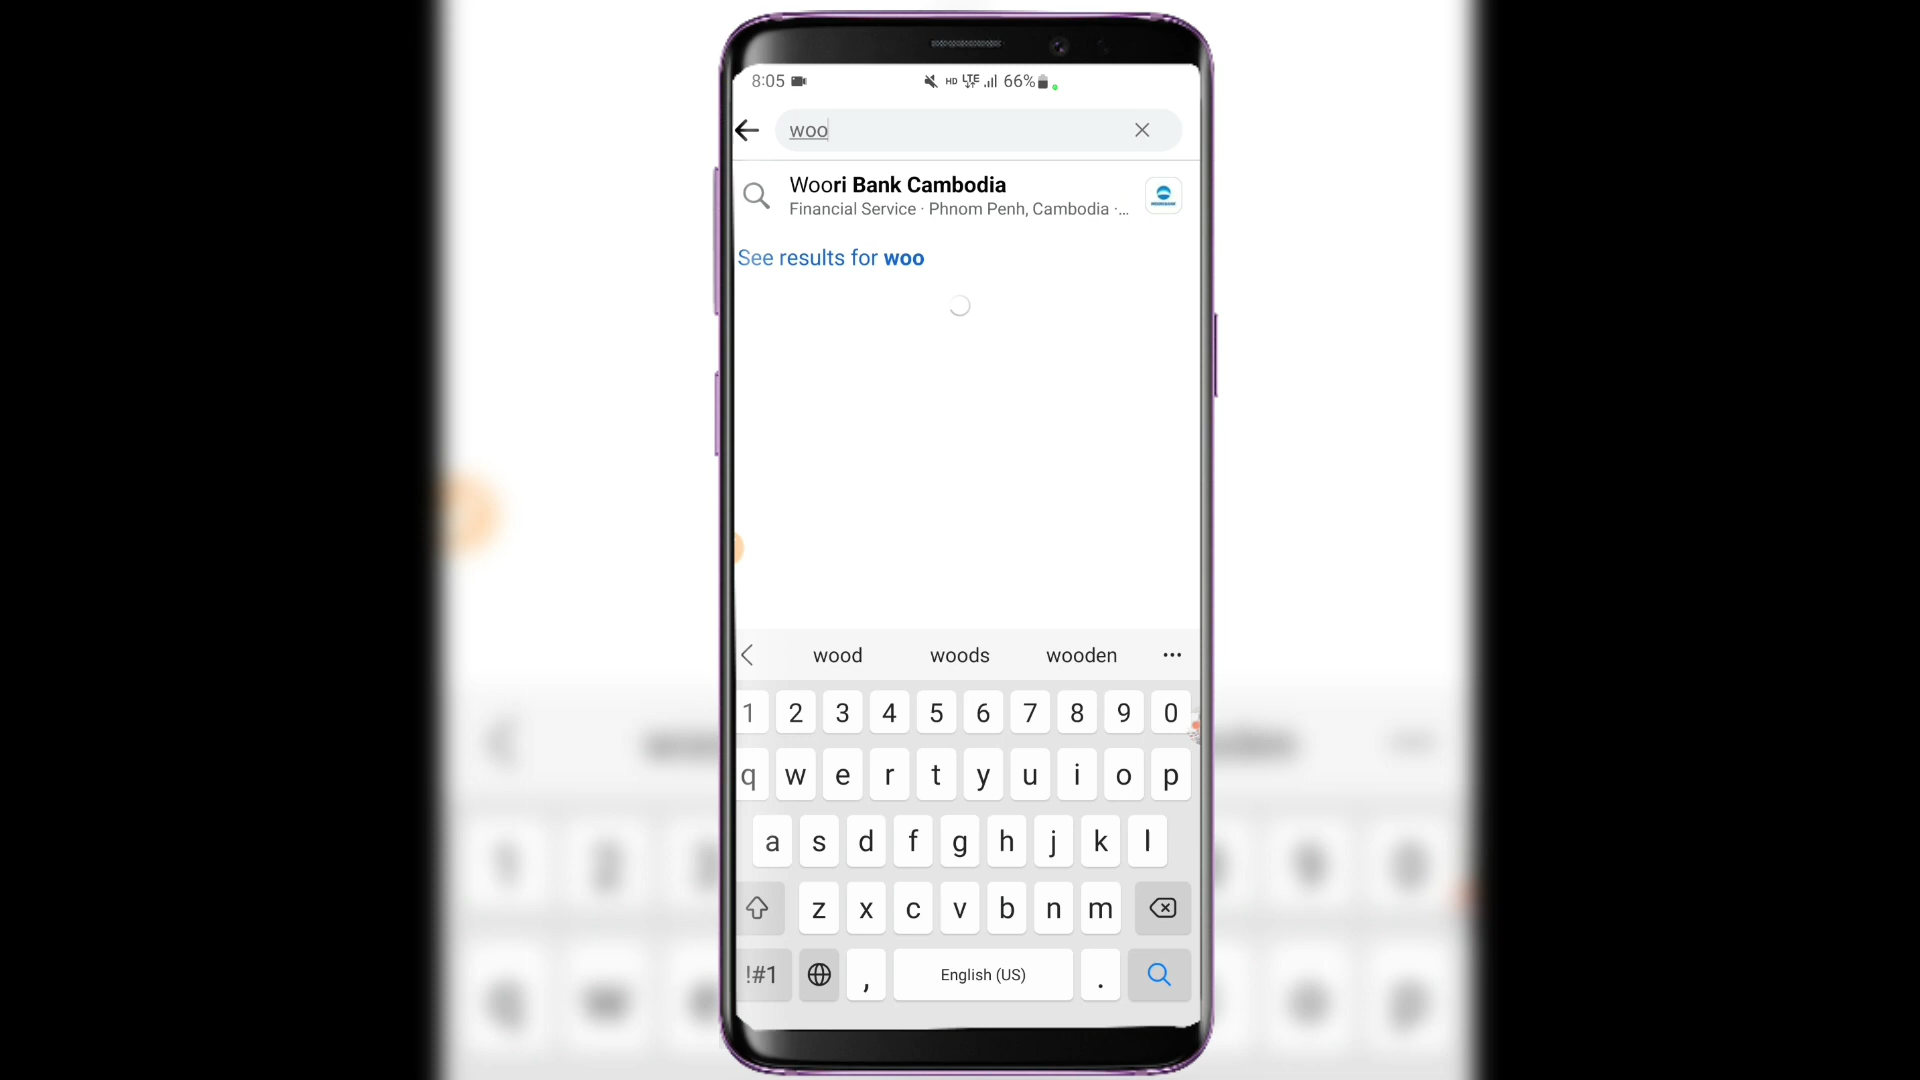 8:05 HD LTE 66%
woo
Woori Bank Cambodia
Financial Service · Phnom Penh, Cambodia ·...
See results for woo
wood woods wooden
1 2 3 4 5 6 7 8 9 0
q w e r t y u i o p
a s d f g h j k l
z x c v b n m
!#1 , English (US) .